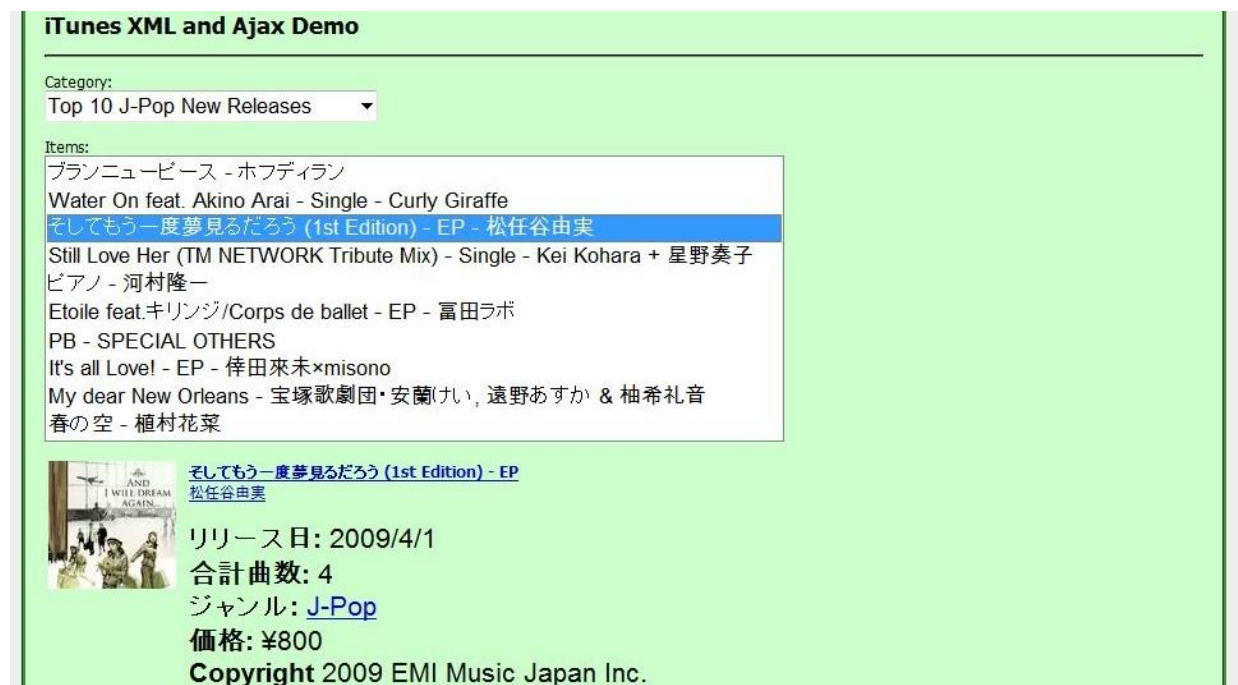 iTunes XML and Ajax Demo
Category:
Top 10 J-Pop New Releases
Items:
ブランニューピース - ホフディラン
Water On feat. Akino Arai - Single - Curly Giraffe
そしてもう一度夢見るだろう (1st Edition) - EP - 松任谷由実
Still Love Her (TM NETWORK Tribute Mix) - Single - Kei Kohara + 星野奏子
ピアノ - 河村隆一
Etoile feat.キリンジ/Corps de ballet - EP - 冨田ラボ
PB - SPECIAL OTHERS
It's all Love! - EP - 倖田來未×misono
My dear New Orleans - 宝塚歌劇団・安蘭けい, 遠野あすか & 柚希礼音
春の空 - 植村花菜
AND
I WILL DREAM
AGAIN...
そしてもう一度夢見るだろう (1st Edition) - EP
松任谷由実
リリース日: 2009/4/1
合計曲数: 4
ジャンル: J-Pop
価格: ¥800
Copyright 2009 EMI Music Japan Inc.